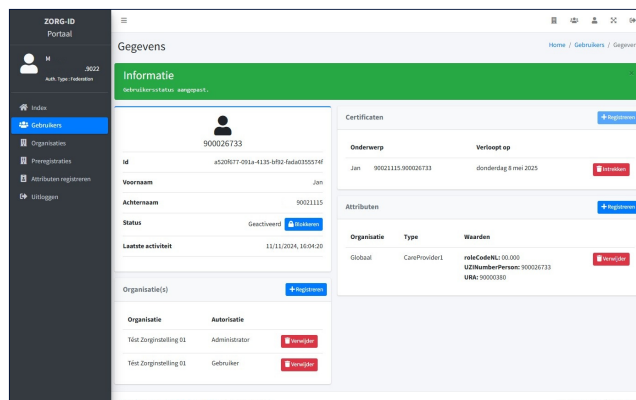 ZORG-ID
Portaal
M
.9022
Auth. Type : Federation
Index
Gebruikers
Organisaties
Preregistraties
Attributen registreren
Uitloggen
Gegevens
Home / Gebruikers / Gegeven
Informatie
Gebruikersstatus aangepast.
900026733
Id a520f677-091a-4135-bf92-fada0355574f
Voornaam Jan
Achternaam 90021115
Status Geactiveerd Blokkeren
Laatste activiteit 11/11/2024, 16:04:20
Organisatie(s) + Registreren
Organisatie Autorisatie
Tést Zorginstelling 01 Administrator Verwijder
Tést Zorginstelling 01 Gebruiker Verwijder
Certificaten + Registreren
Onderwerp Verloopt op
Jan 90021115.900026733 donderdag 8 mei 2025 Intrekken
Attributen + Registreren
Organisatie Type Waarden
Globaal CareProvider1 roleCodeNL: 00.000 Verwijder
UZINumberPerson: 900026733
URA: 90000380